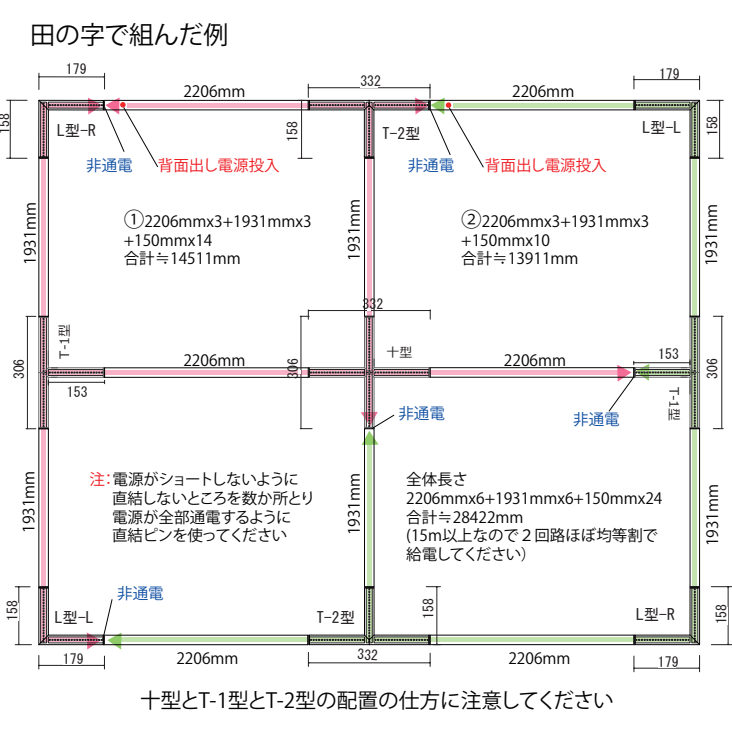 田の字で組んだ例
179
2206mm
332
2206mm
179
158
L型-R
158
T-2型
L型-L
158
非通電
背面出し電源投入
非通電
背面出し電源投入
1931mm
①2206mmx3+1931mmx3
+150mmx14
合計≒14511mm
1931mm
②2206mmx3+1931mmx3
+150mmx10
合計≒13911mm
1931mm
332
306
T-1型
2206mm
306
十型
2206mm
153
306
153
非通電
非通電
T-1型
1931mm
注：電源がショートしないように
直結しないところを数か所とり
電源が全部通電するように
直結ピンを使ってください
1931mm
全体長さ
2206mmx6+1931mmx6+150mmx24
合計≒28422mm
(15m以上なので２回路ほぼ均等割で
給電してください）
1931mm
非通電
158
L型-L
T-2型
158
L型-R
158
179
2206mm
332
2206mm
179
十型とT-1型とT-2型の配置の仕方に注意してください